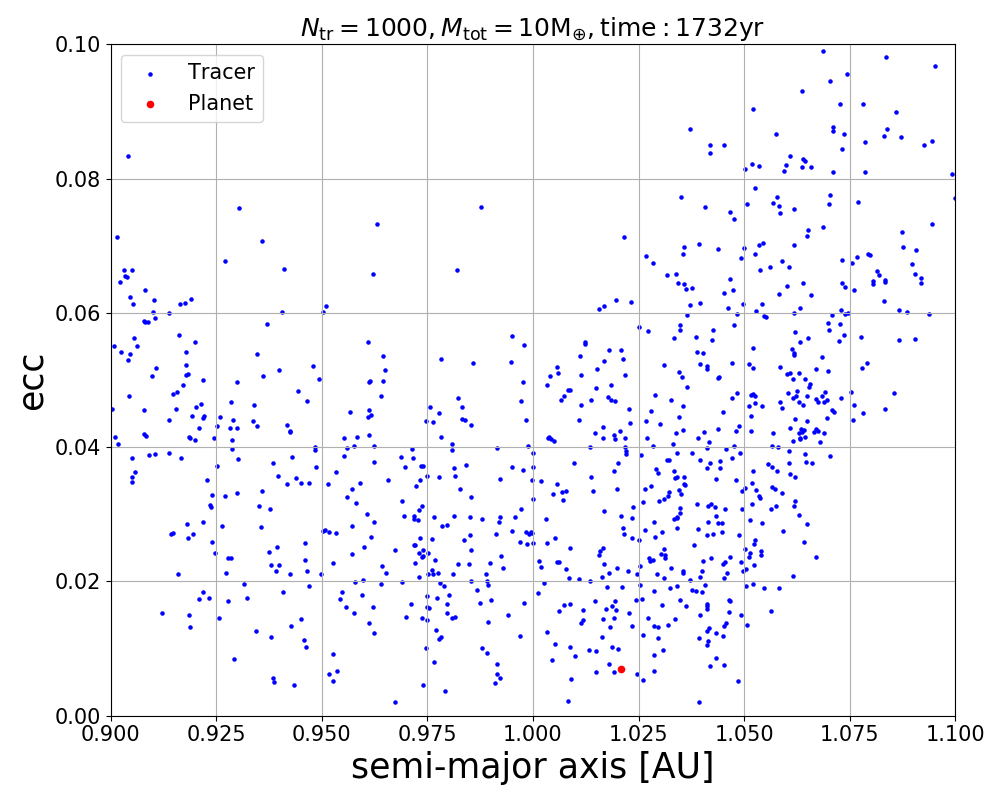 N_tr = 1000, M_tot = 10M_⊕, time : 1732yr
0.10
Tracer
Planet
0.08
0.06
ecc
0.04
0.02
0.00
0.900 0.925 0.950 0.975 1.000 1.025 1.050 1.075 1.100
semi-major axis [AU]